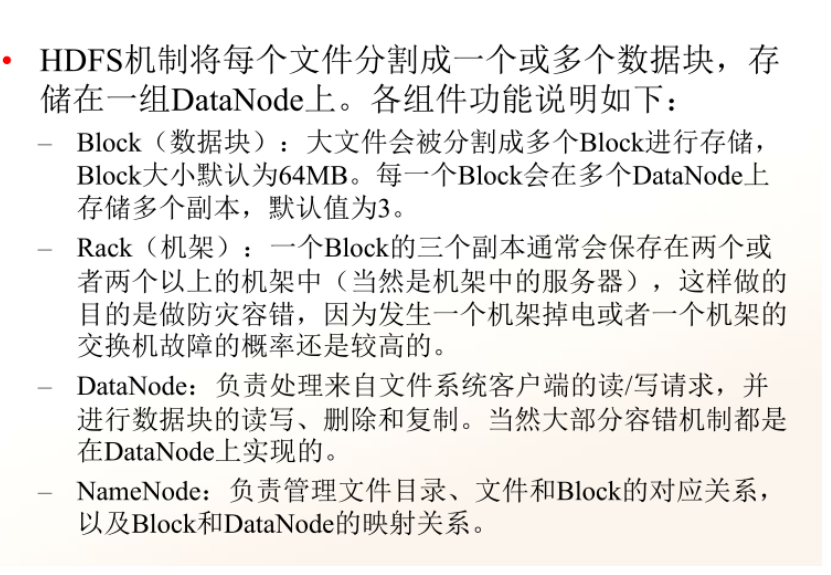 • HDFS机制将每个文件分割成一个或多个数据块，存
储在一组DataNode上。各组件功能说明如下：
– Block（数据块）：大文件会被分割成多个Block进行存储，
Block大小默认为64MB。每一个Block会在多个DataNode上
存储多个副本，默认值为3。
– Rack（机架）：一个Block的三个副本通常会保存在两个或
者两个以上的机架中（当然是机架中的服务器），这样做的
目的是做防灾容错，因为发生一个机架掉电或者一个机架的
交换机故障的概率还是较高的。
– DataNode：负责处理来自文件系统客户端的读/写请求，并
进行数据块的读写、删除和复制。当然大部分容错机制都是
在DataNode上实现的。
– NameNode：负责管理文件目录、文件和Block的对应关系，
以及Block和DataNode的映射关系。